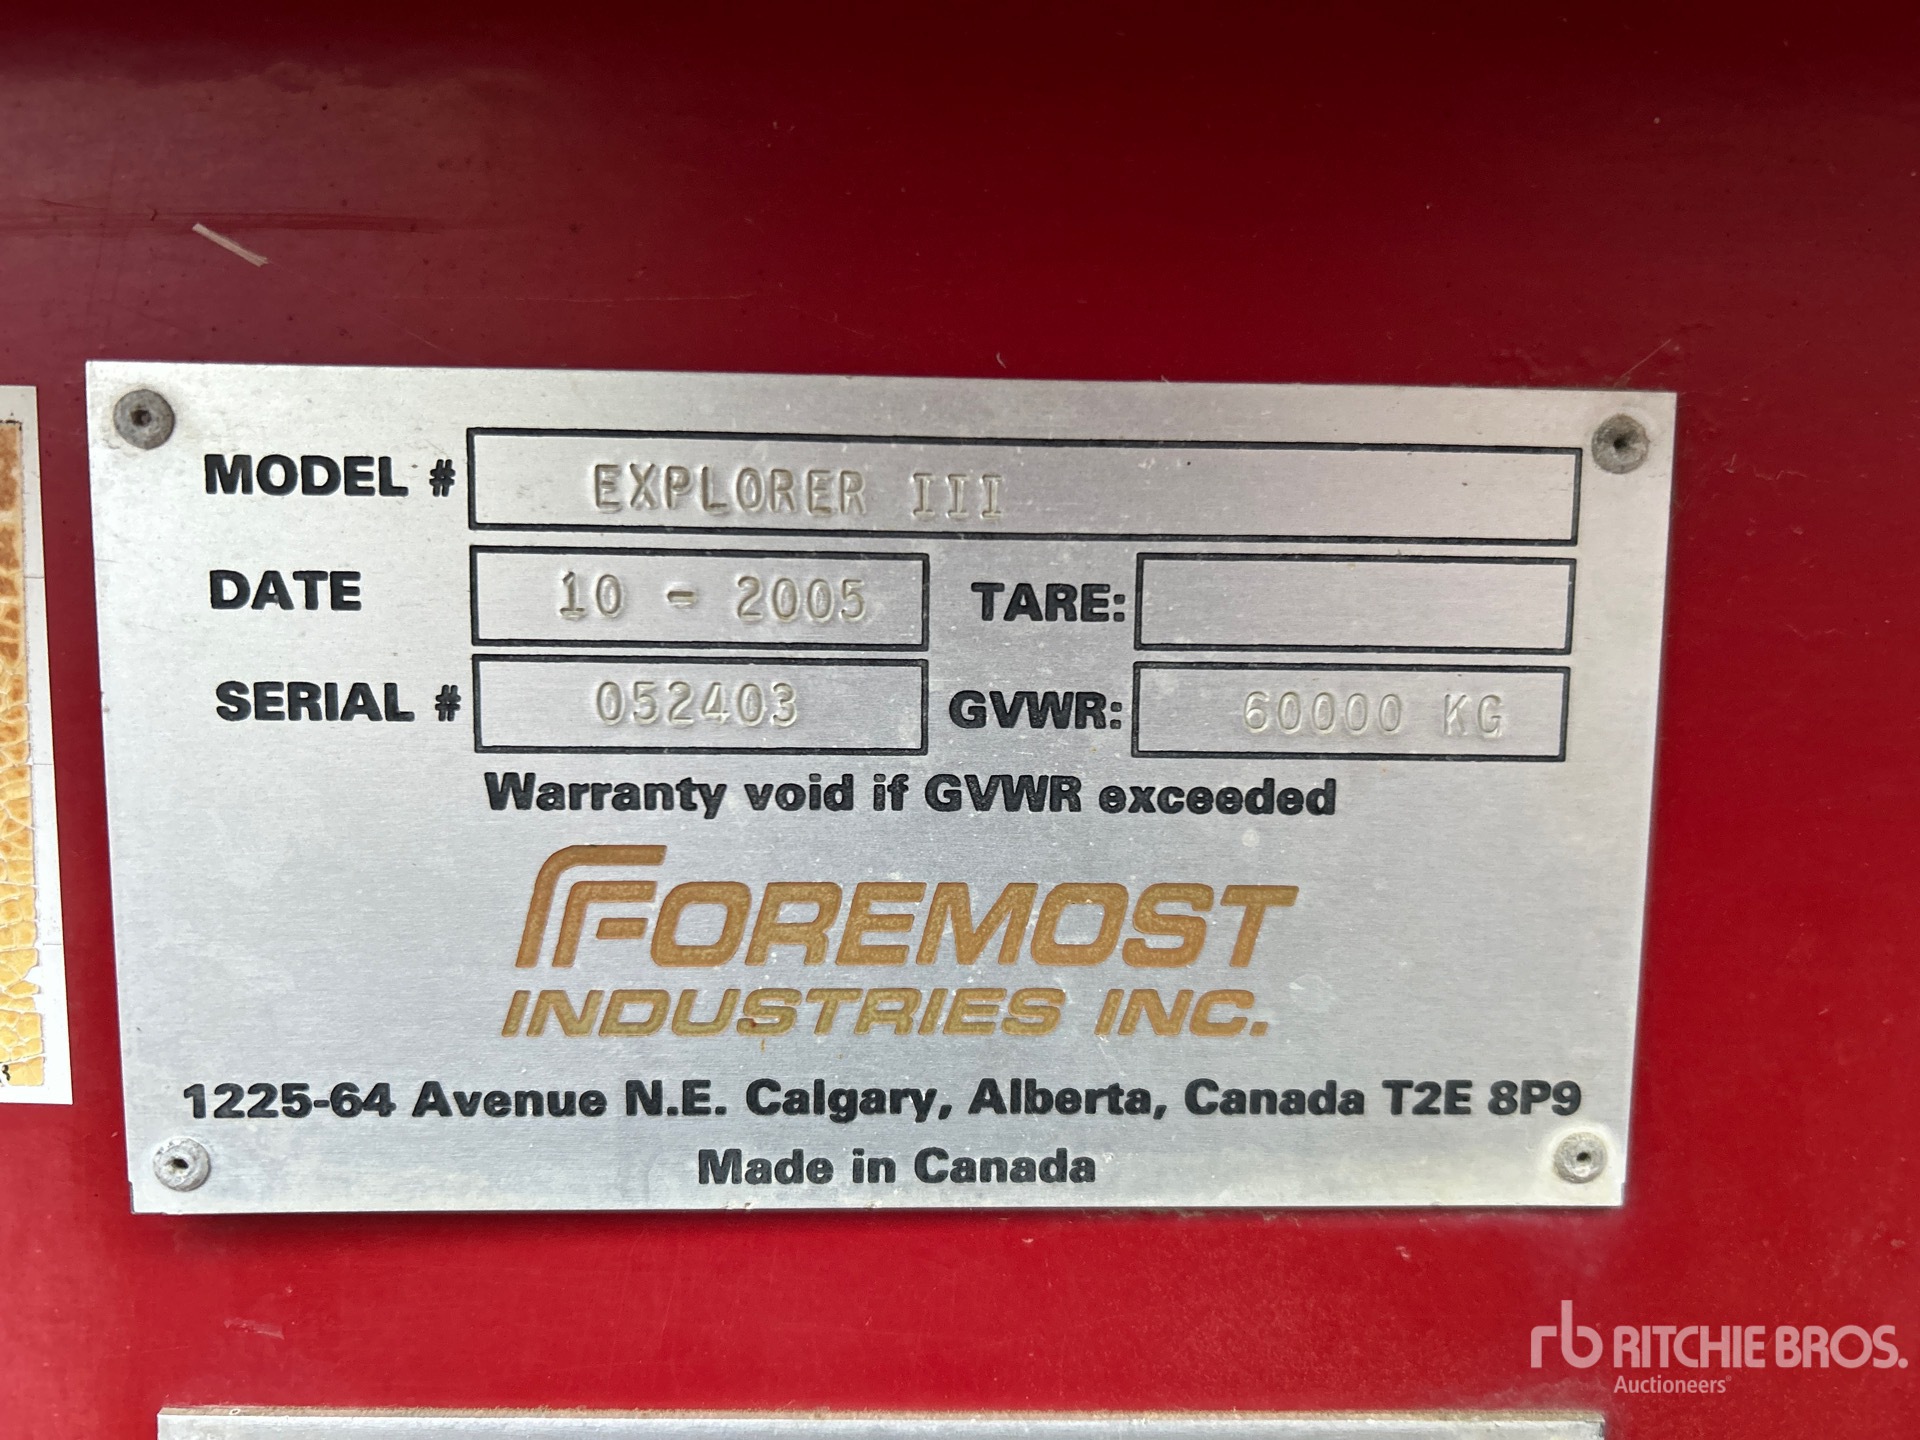 MODEL # EXPLORER III
DATE 10 - 2005 TARE:
SERIAL # 052403 GVWR: 60000 KG
Warranty void if GVWR exceeded
FOREMOST
INDUSTRIES INC.
1225-64 Avenue N.E. Calgary, Alberta, Canada T2E 8P9
Made in Canada
rb RITCHIE BROS.
Auctioneers